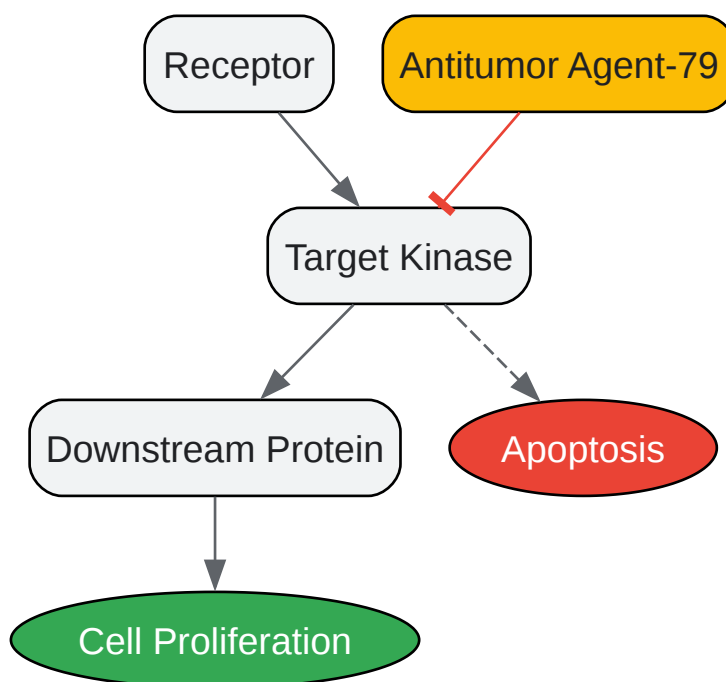 Receptor
Antitumor Agent-79
Target Kinase
Downstream Protein
Apoptosis
Cell Proliferation